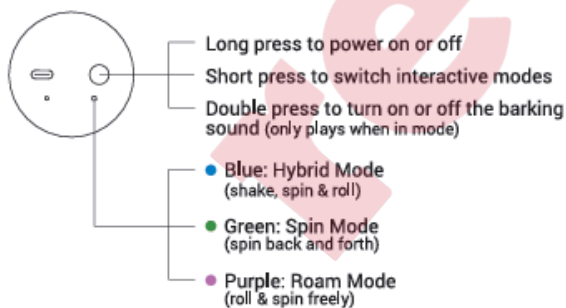 Long press to power on or off
Short press to switch interactive modes
Double press to turn on or off the barking
sound (only plays when in mode)
Blue: Hybrid Mode
(shake, spin & roll)
Green: Spin Mode
(spin back and forth)
Purple: Roam Mode
(roll & spin freely)